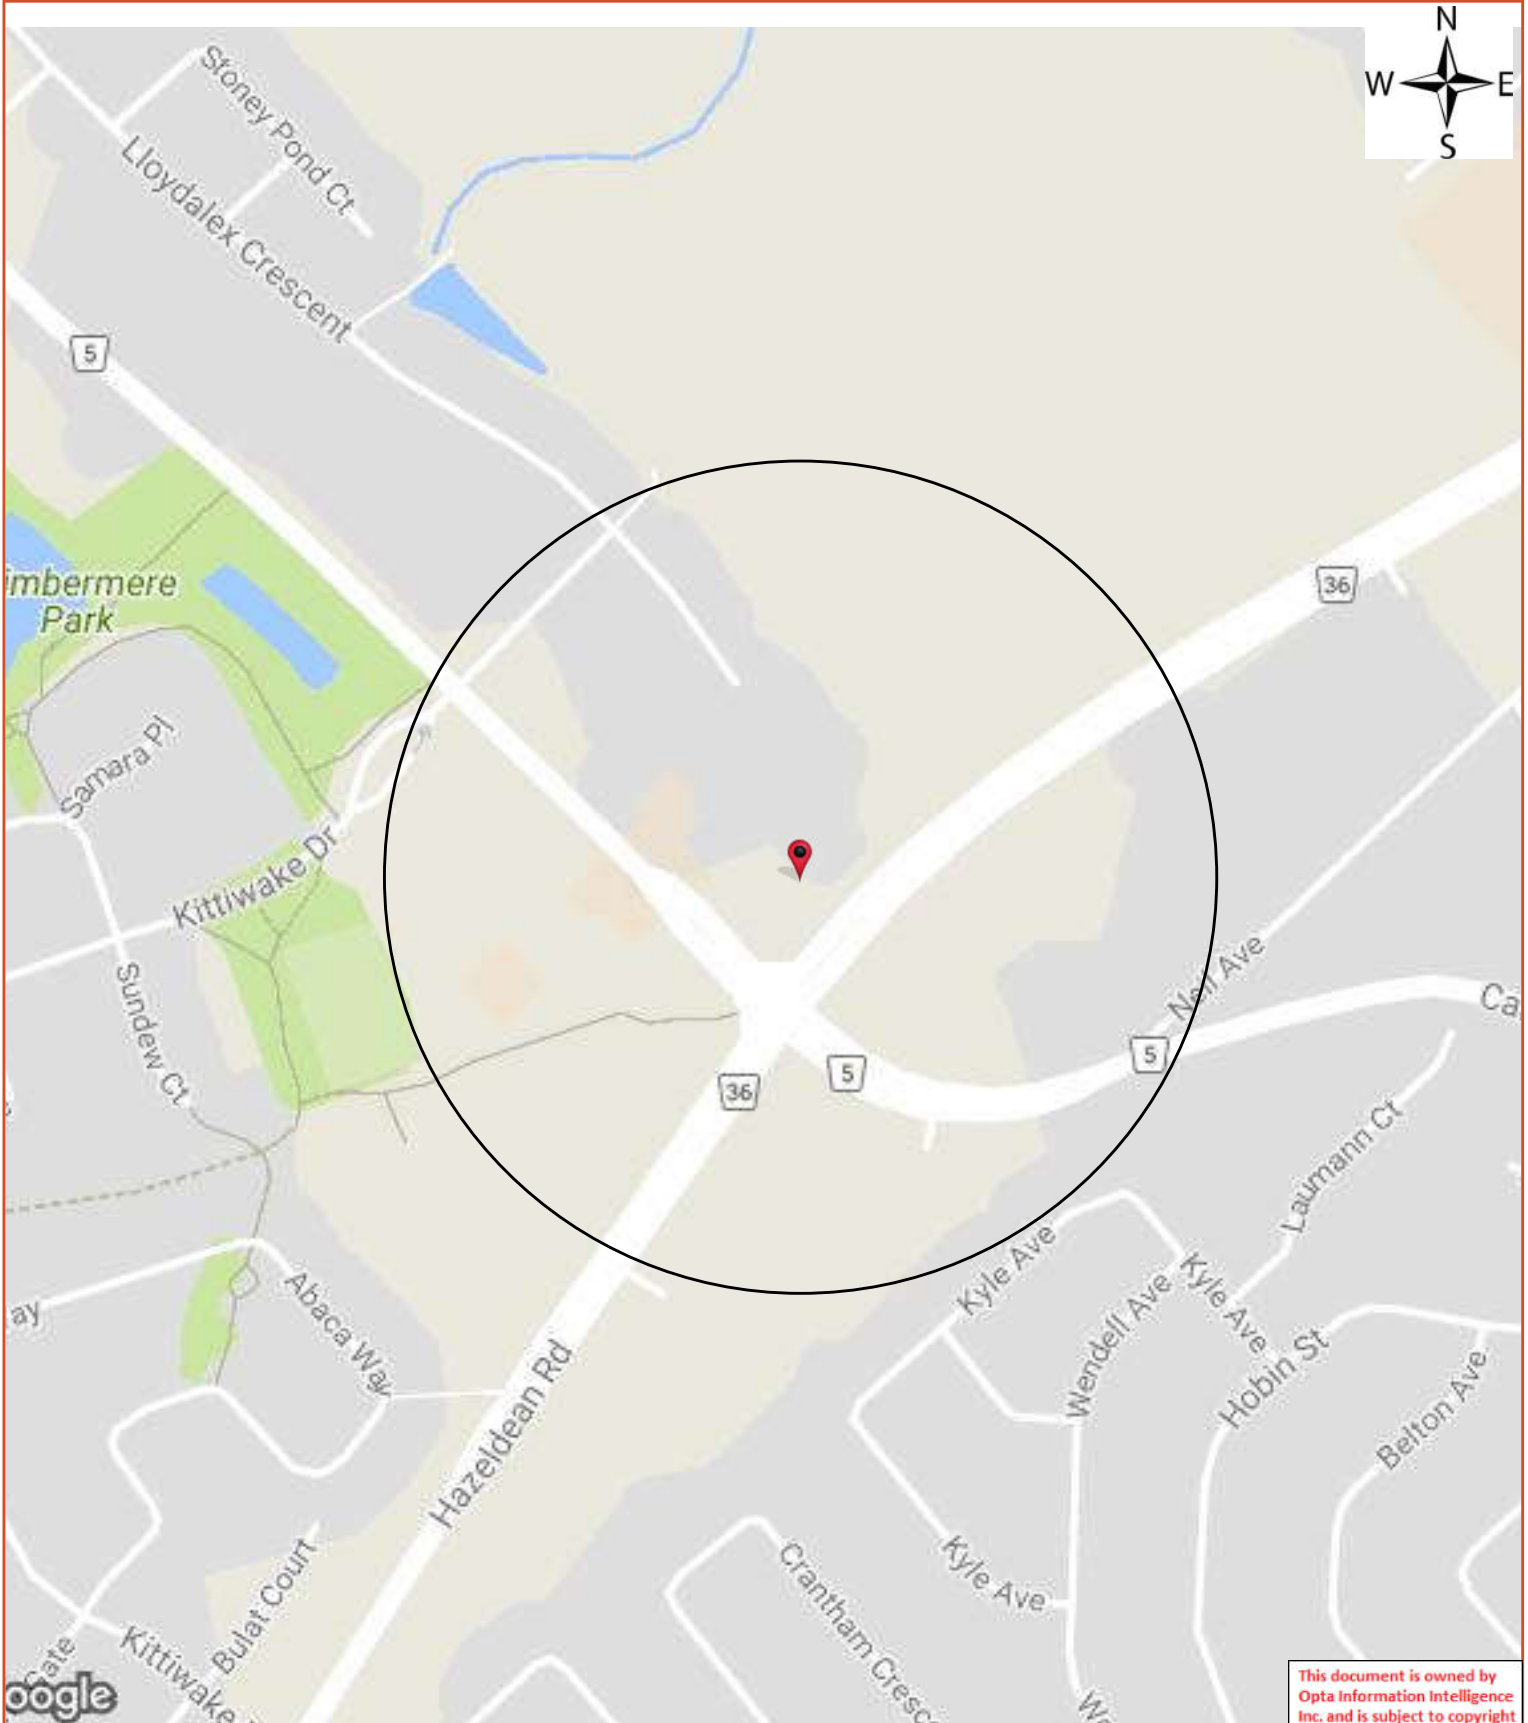 N
W E
S
Stoney Pond Ct
Lloydalex Crescent
5
36
imbermere
Park
Samara Pl
Kittiwake Dr
Sundew Ct
Neil Ave
Ca
5
5
36
Laumann Ct
Kyle Ave
Kyle Ave
Wendell Ave
Hobin St
Belton Ave
ay
Abaca Way
Hazeldean Rd
Kyle Ave
Crantham Cresc
Bulat Court
Kittiwake
Gate
We
oogle
This document is owned by
Opta Information Intelligence
Inc. and is subject to copyright